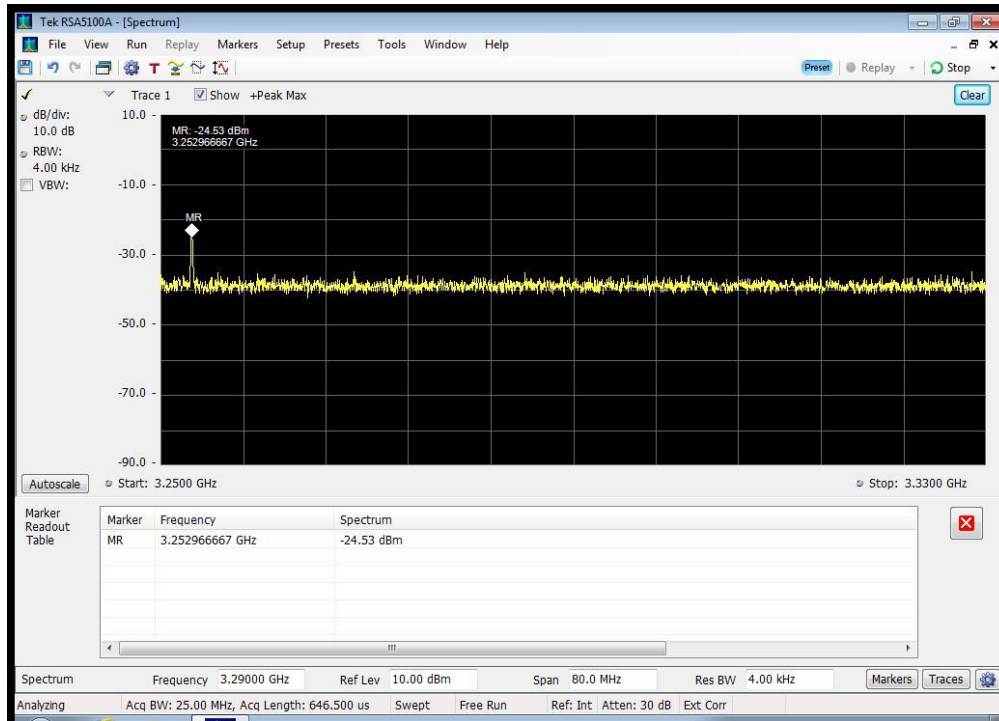 Tek RSA5100A - [Spectrum]
File View Run Replay Markers Setup Presets Tools Window Help
T Preset Replay Stop
Trace 1 Show +Peak Max Clear
dB/div:
10.0 dB
RBW:
4.00 kHz
VBW:
10.0
-10.0
-30.0
-50.0
-70.0
-90.0
MR: -24.53 dBm
3.252966667 GHz
MR
Autoscale Start: 3.2500 GHz Stop: 3.3300 GHz
Marker
Readout
Table
Marker Frequency Spectrum
MR 3.252966667 GHz -24.53 dBm
Spectrum Frequency 3.29000 GHz Ref Lev 10.00 dBm Span 80.0 MHz Res BW 4.00 kHz Markers Traces
Analyzing Acq BW: 25.00 MHz, Acq Length: 646.500 us Swept Free Run Ref: Int Atten: 30 dB Ext Corr